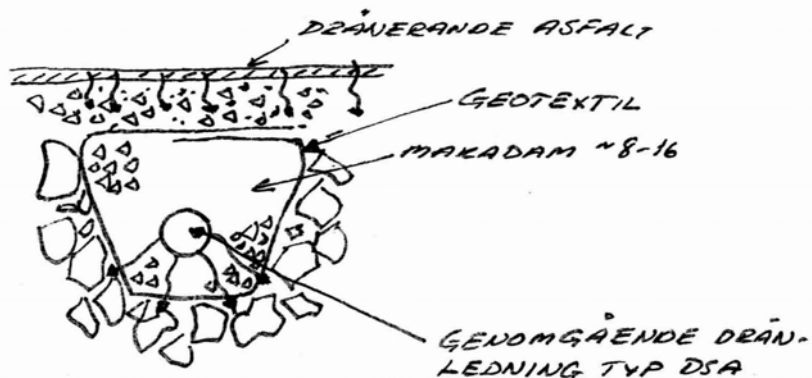 DRÄNERANDE ASFALT
GEOTEXTIL
MAKADAM ~8-16
GENOMGÅENDE DRÄN-
LEDNING TYP DSA